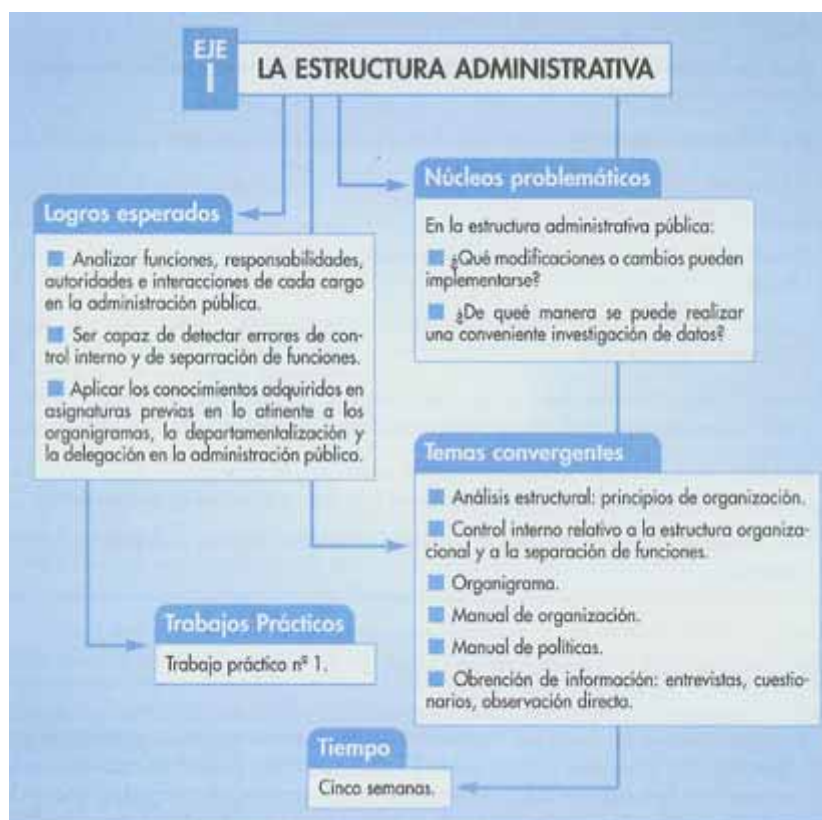 EJE
I
LA ESTRUCTURA ADMINISTRATIVA
Logros esperados
Analizar funciones, responsabilidades,
autoridades e interacciones de cada cargo
en la administración pública.
Ser capaz de detectar errores de con-
trol interno y de separración de funciones.
Aplicar los conocimientos adquiridos en
asignaturas previas en lo atinente a los
organigramas, la departamentalización y
la delegación en la administración pública.
Núcleos problemáticos
En la estructura administrativa pública:
¿Qué modificaciones o cambios pueden
implementarse?
¿De queé manera se puede realizar
una conveniente investigación de datos?
Temas convergentes
Análisis estructural: principios de organización.
Control interno relativo a la estructura organiza-
cional y a la separación de funciones.
Organigrama.
Manual de organización.
Manual de políticas.
Obrención de información: entrevistas, cuestio-
narios, observación directa.
Trabajos Prácticos
Trabajo práctico nº 1.
Tiempo
Cinco semanas.